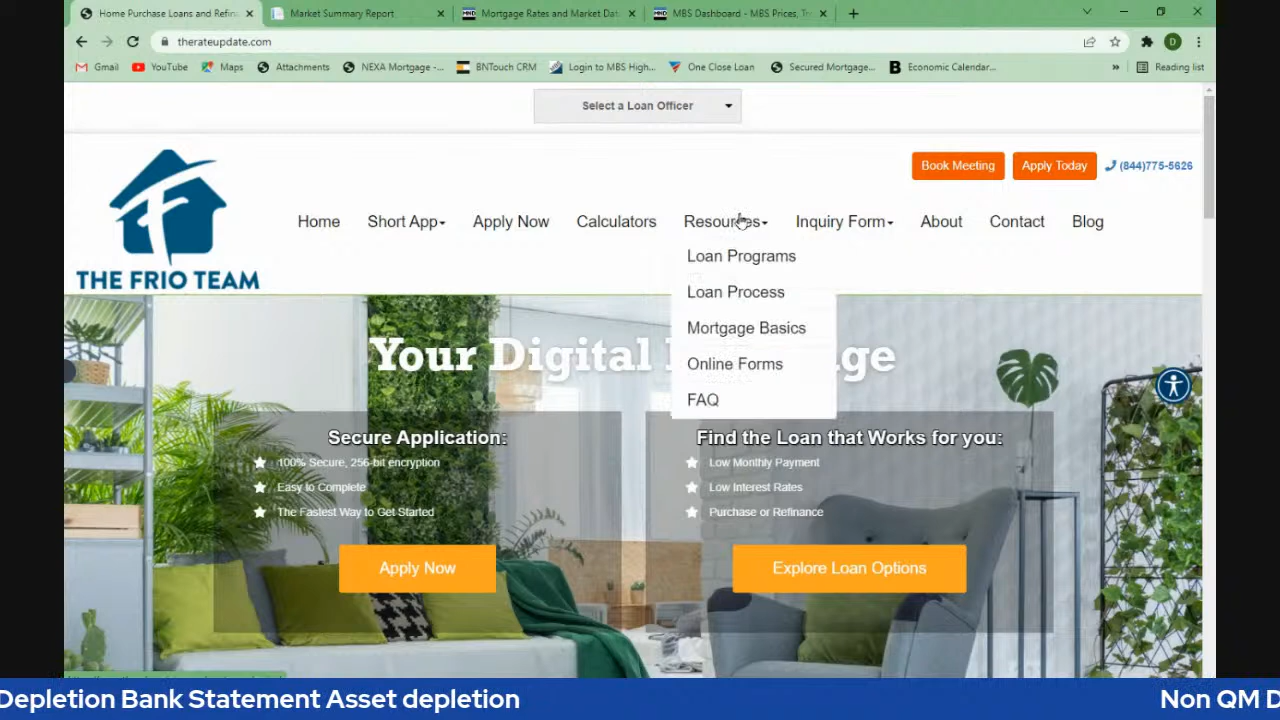 Home Purchase Loans and Refin
Market Summary Report
Mortgage Rates and Market Dat
MBS Dashboard - MBS Prices, Tr
therateupdate.com
D
Gmail
YouTube
Maps
Attachments
NEXA Mortgage -...
BNTouch CRM
Login to MBS High...
One Close Loan
Secured Mortgage...
Economic Calendar...
»
Reading list
Select a Loan Officer
Book Meeting
Apply Today
(844)775-5626
THE FRIO TEAM
Home
Short App
Apply Now
Calculators
Resources
Inquiry Form
About
Contact
Blog
Loan Programs
Loan Process
Mortgage Basics
Online Forms
FAQ
Your Digital
ge
Secure Application:
100% Secure, 256-bit encryption
Easy to Complete
The Fastest Way to Get Started
Apply Now
Find the Loan that Works for you:
Low Monthly Payment
Low Interest Rates
Purchase or Refinance
Explore Loan Options
Depletion Bank Statement Asset depletion
Non QM D